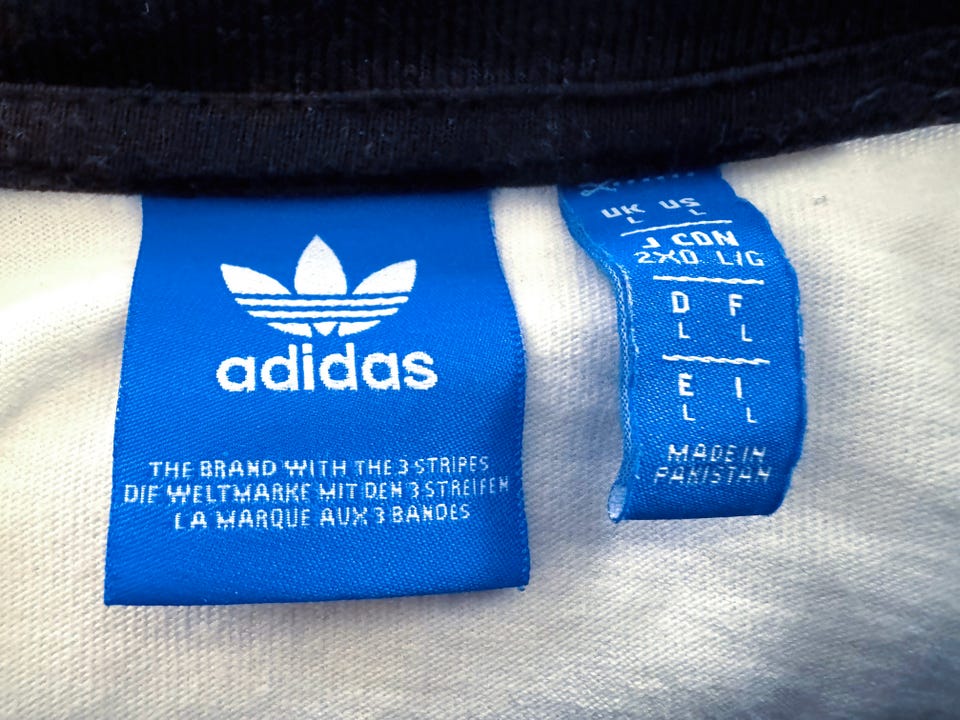 adidas
THE BRAND WITH THE 3 STRIPES
DIE WELTMARKE MIT DEN 3 STREIFEN
LA MARQUE AUX 3 BANDES
UK US
L L
J CDN
2XO L/G
D F
L L
E I
L L
MADE IN
PAKISTAN